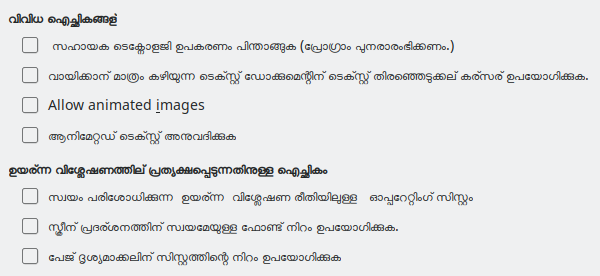 വിവിധ ഐച്ഛികങ്ങള്
സഹായക ടെക്നോളജി ഉപകരണം പിന്താങ്ങുക (പ്രോഗ്രാം പുനരാരംഭിക്കണം.)
വായിക്കാന് മാത്രം കഴിയുന്ന ടെക്സ്റ്റ് ഡോക്കുമെന്റിന് ടെക്സ്റ്റ് തിരഞ്ഞെടുക്കല് കര്സര് ഉപയോഗിക്കുക.
Allow animated images
ആനിമേറ്റഡ് ടെക്സ്റ്റ് അനുവദിക്കുക
ഉയര്ന്ന വിശ്ലേഷണത്തില് പ്രത്യക്ഷപ്പെടുന്നതിനുള്ള ഐച്ഛികം
സ്വയം പരിശോധിക്കുന്ന ഉയര്ന്ന വിശ്ലേഷണ രീതിയിലുള്ള ഓപ്പറേറ്റിംഗ് സിസ്റ്റം
സ്ക്രീന് പ്രദര്ശനത്തിന് സ്വയമേയുള്ള ഫോണ്ട് നിറം ഉപയോഗിക്കുക.
പേജ് ദൃശ്യമാക്കലിന് സിസ്റ്റത്തിന്റെ നിറം ഉപയോഗിക്കുക